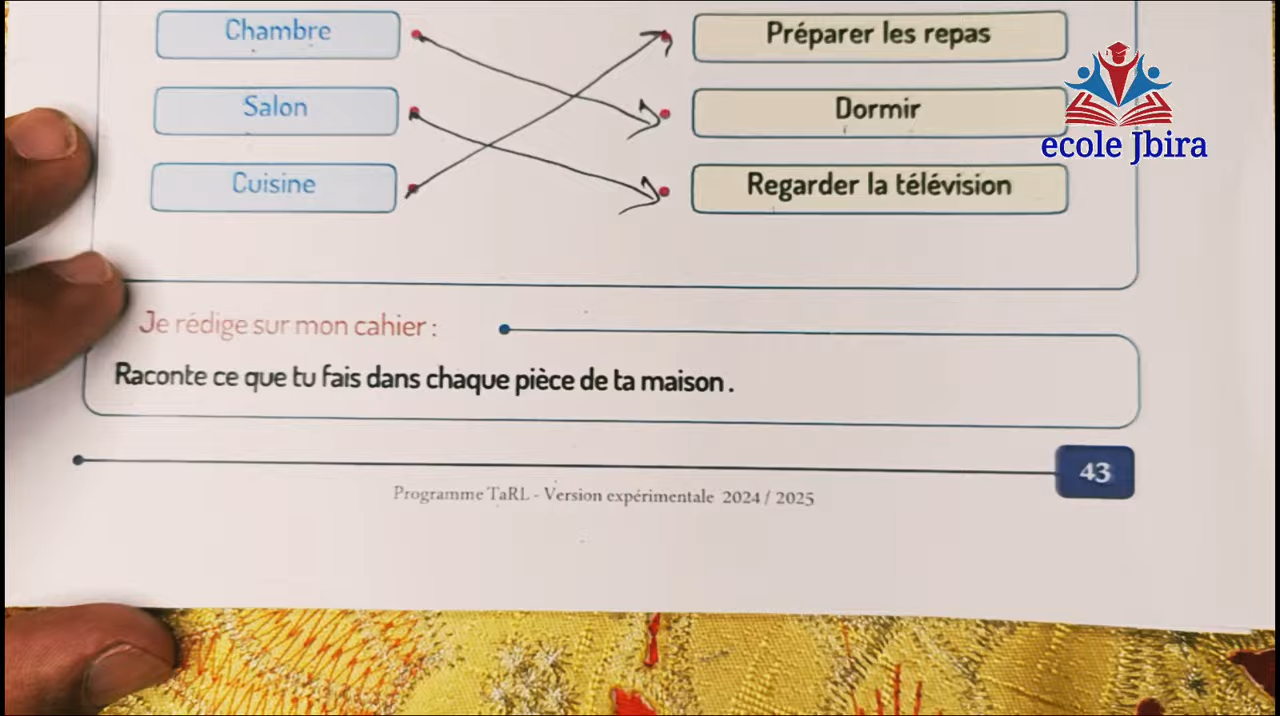 Chambre
Préparer les repas
Salon
Dormir
ecole Jbira
Cuisine
Regarder la télévision
Je rédige sur mon cahier :
Raconte ce que tu fais dans chaque pièce de ta maison .
43
Programme TaRL - Version expérimentale 2024 / 2025